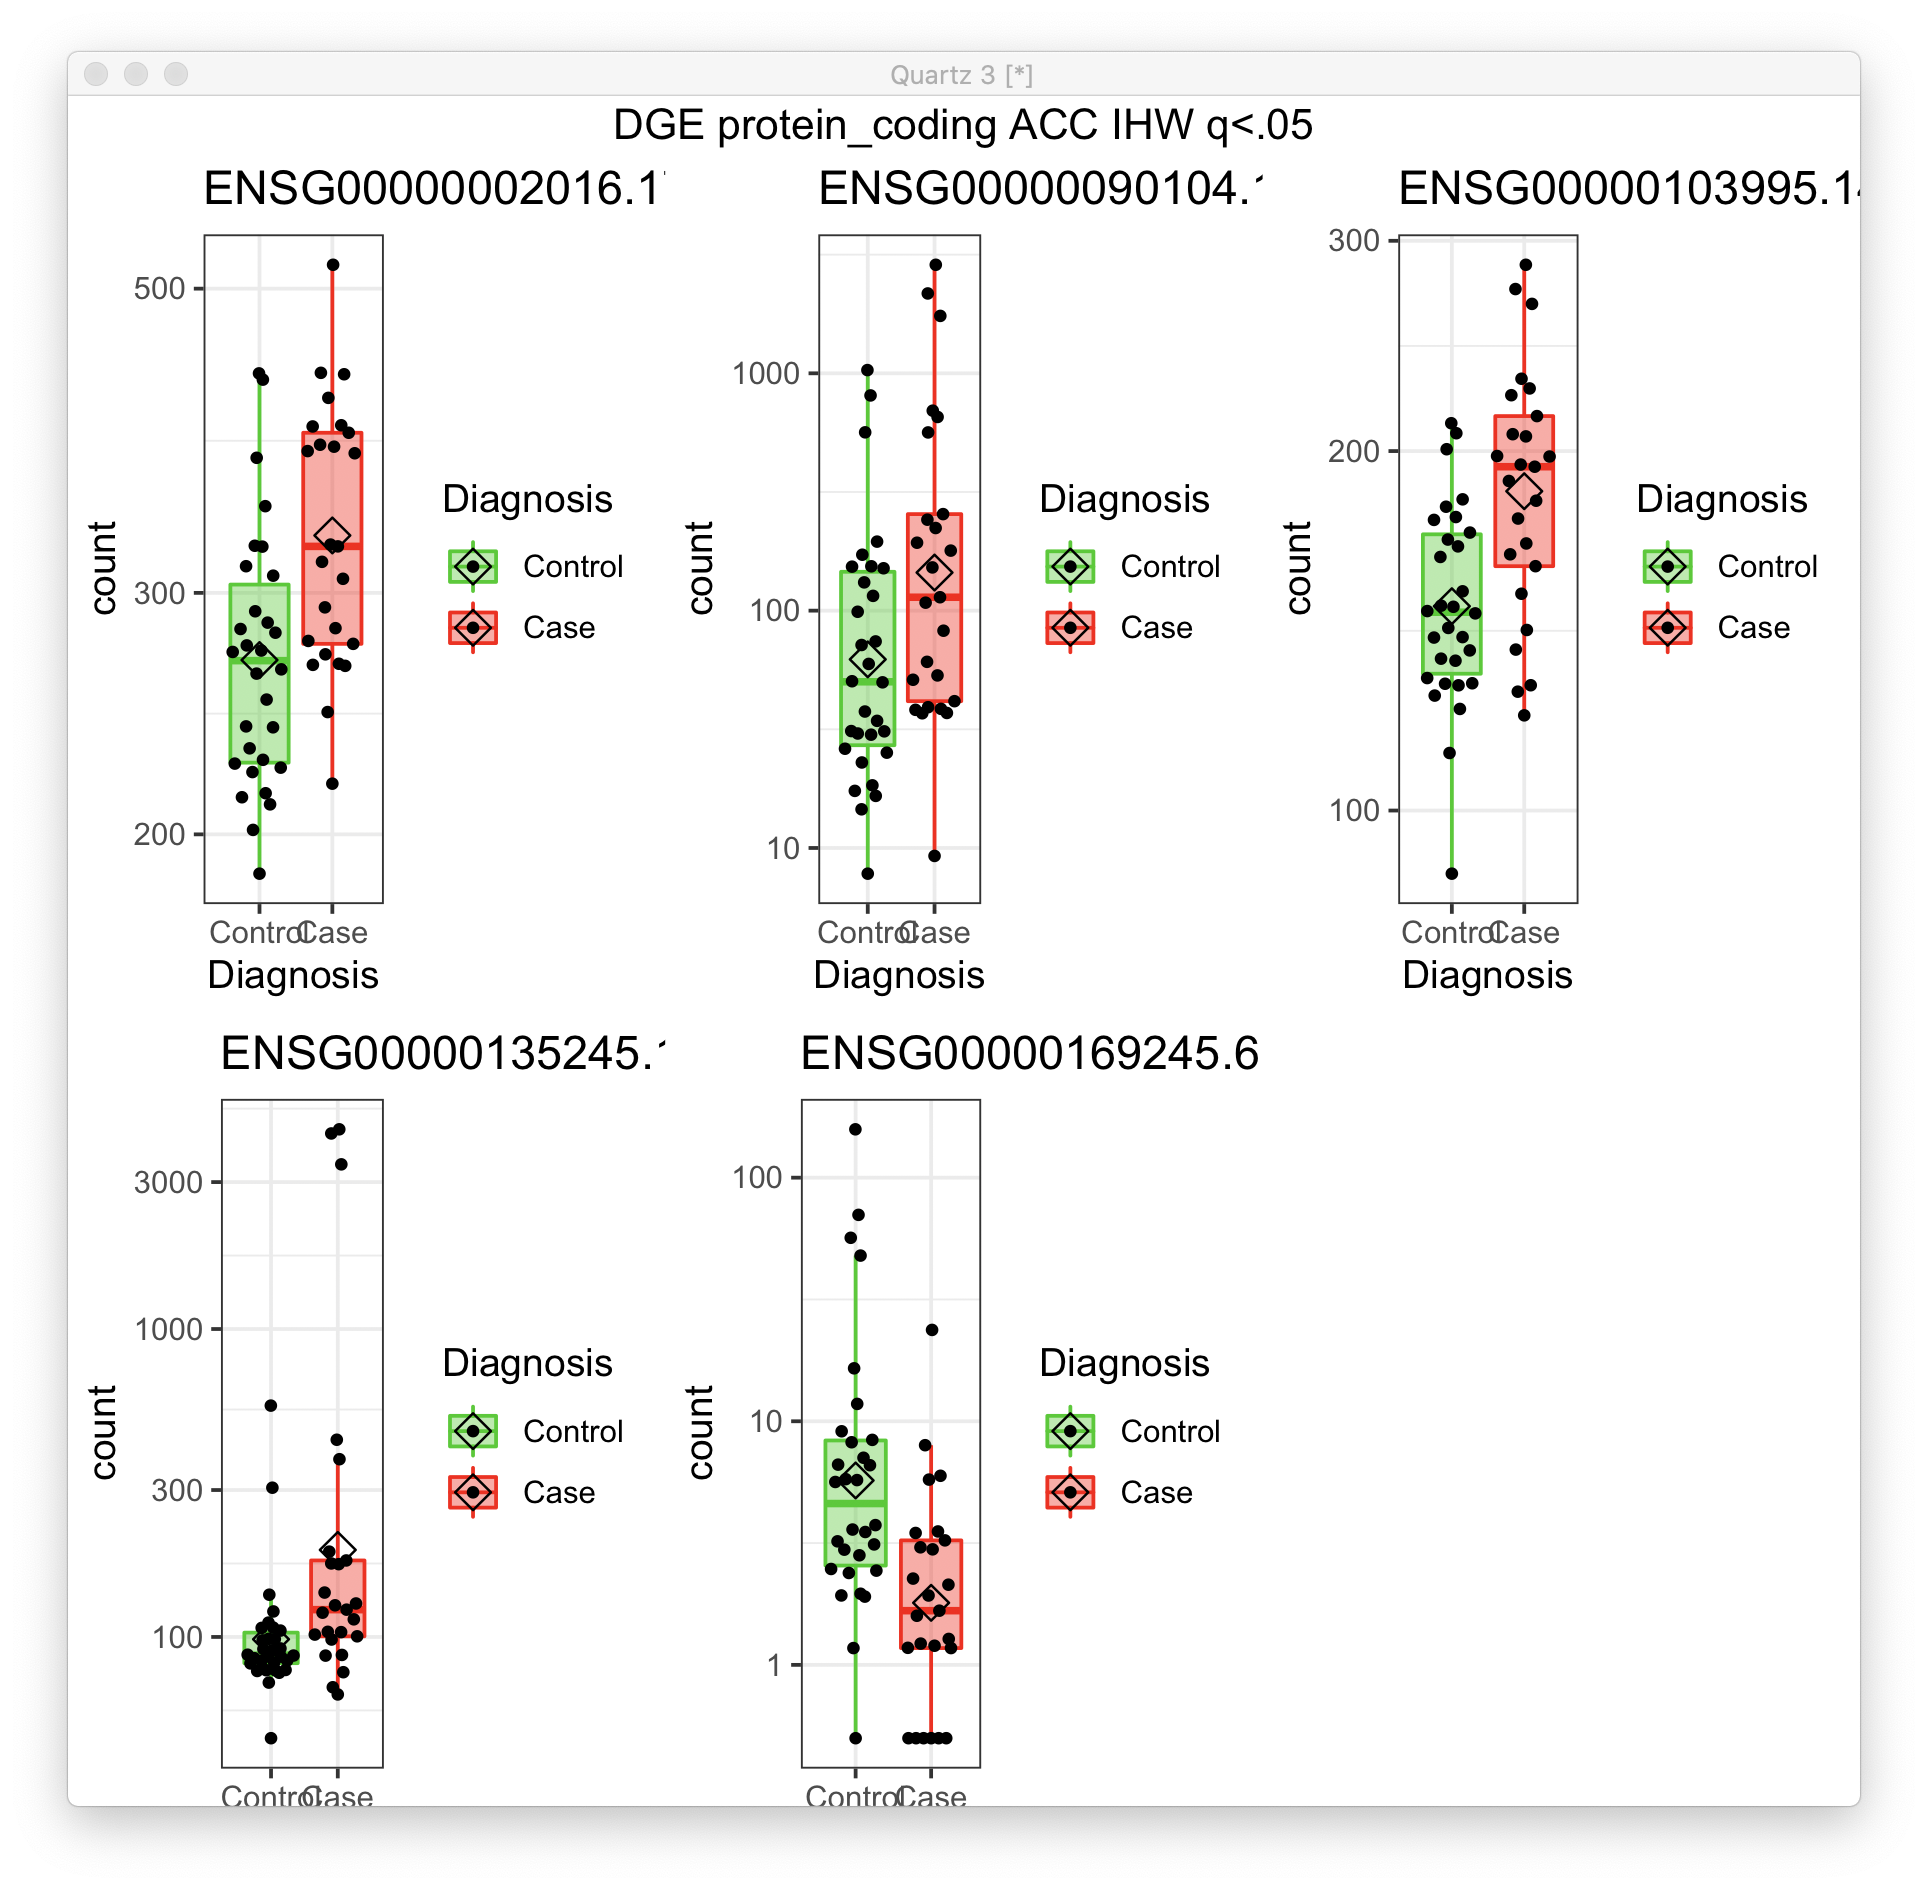 Quartz 3 [*]
DGE protein_coding ACC IHW q<.05
ENSG00000002016.1
500
300
200
count
Control
Case
Diagnosis
Diagnosis
Control
Case
ENSG00000090104.
1000
100
10
count
Control
Case
Diagnosis
Diagnosis
Control
Case
ENSG00000103995.14
300
200
100
count
Control
Case
Diagnosis
Diagnosis
Control
Case
ENSG00000135245.
3000
1000
300
100
count
Control
Case
Diagnosis
Control
Case
ENSG00000169245.6
100
10
1
count
Control
Case
Diagnosis
Control
Case